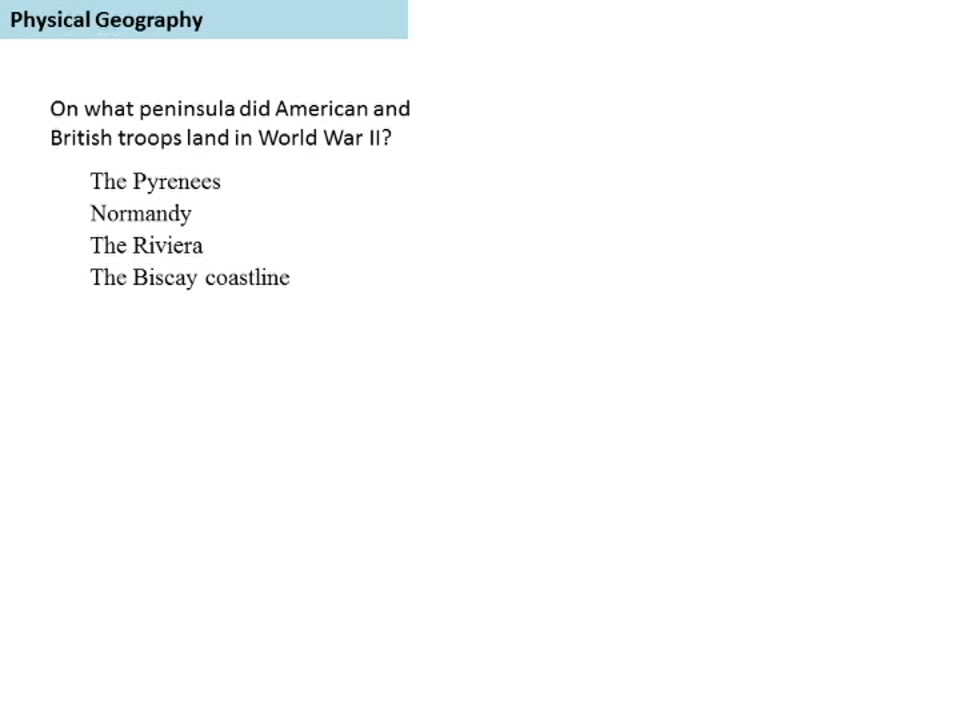 Physical Geography
On what peninsula did American and
British troops land in World War II?
The Pyrenees
Normandy
The Riviera
The Biscay coastline